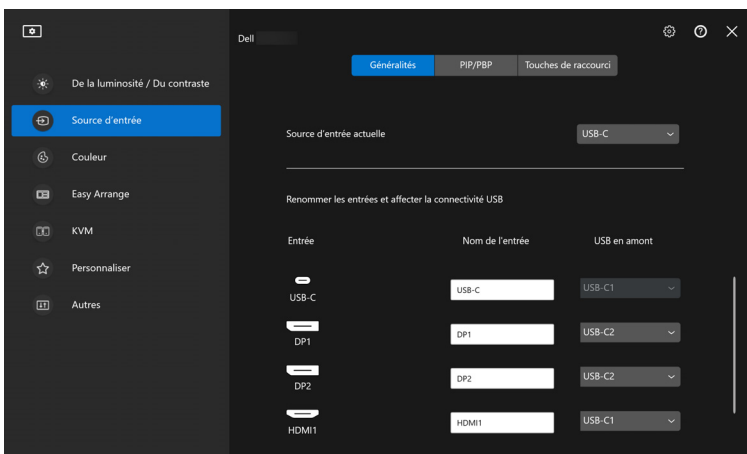 Dell
Généralités PIP/PBP Touches de raccourci
De la luminosité / Du contraste
Source d'entrée
Couleur
Easy Arrange
KVM
Personnaliser
Autres
Source d'entrée actuelle USB-C
Renommer les entrées et affecter la connectivité USB
Entrée Nom de l'entrée USB en amont
USB-C USB-C USB-C1
DP1 DP1 USB-C2
DP2 DP2 USB-C2
HDMI1 HDMI1 USB-C1